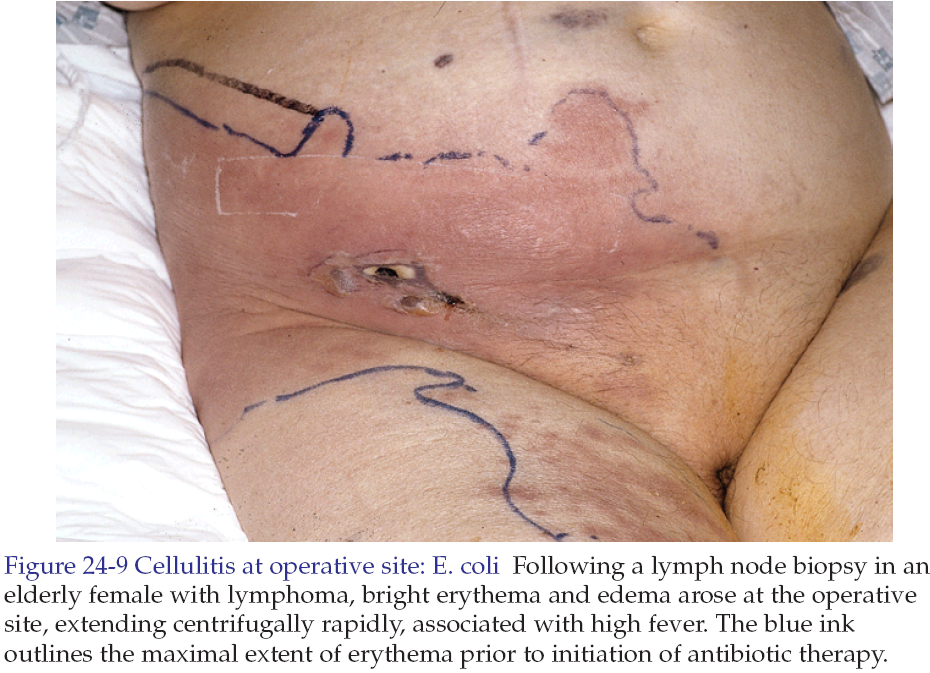 Figure 24-9 Cellulitis at operative site: E. coli Following a lymph node biopsy in an
elderly female with lymphoma, bright erythema and edema arose at the operative
site, extending centrifugally rapidly, associated with high fever. The blue ink
outlines the maximal extent of erythema prior to initiation of antibiotic therapy.